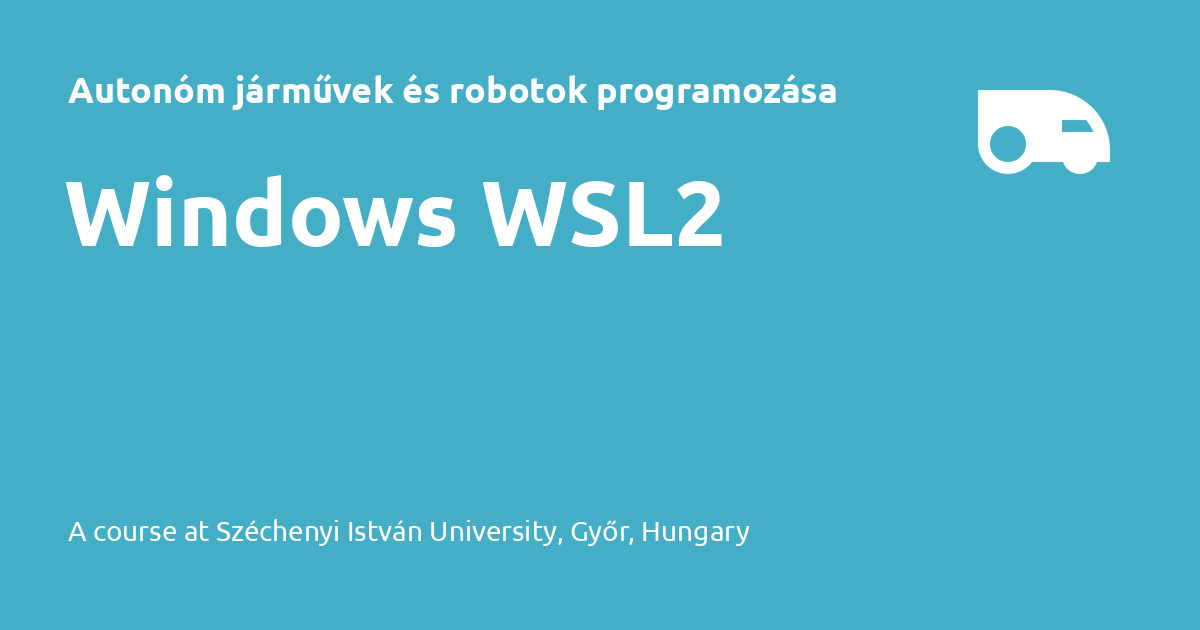 Autonóm járművek és robotok programozása
Windows WSL2
A course at Széchenyi István University, Győr, Hungary